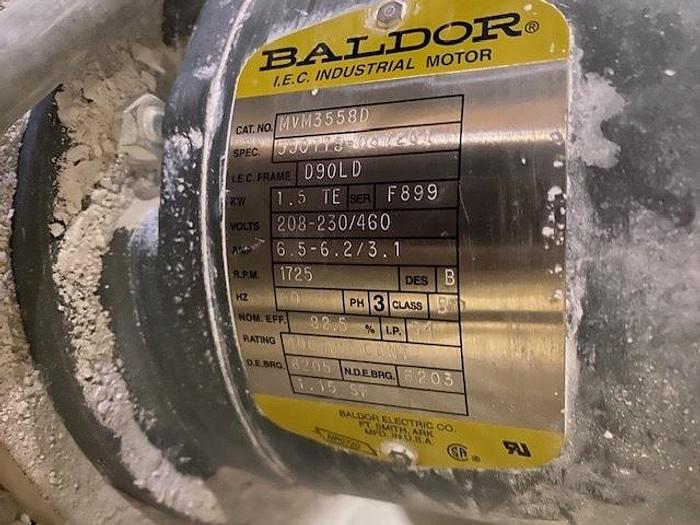 BALDOR®
I.E.C. INDUSTRIAL MOTOR
CAT. NO. MVM3558D
SPEC.
I.E.C. FRAME D90LD
KW 1.5 TE SER. F899
VOLTS 208-230/460
AMP 6.5-6.2/3.1
R.P.M. 1725 DES B
HZ PH 3 CLASS
NOM. EFF. 82.5 % I.P.
RATING
D.E.BRG. 6205 N.D.E.BRG. 6203
1.15 SF
BALDOR ELECTRIC CO.
FT. SMITH, ARK.
MFD. IN U.S.A.